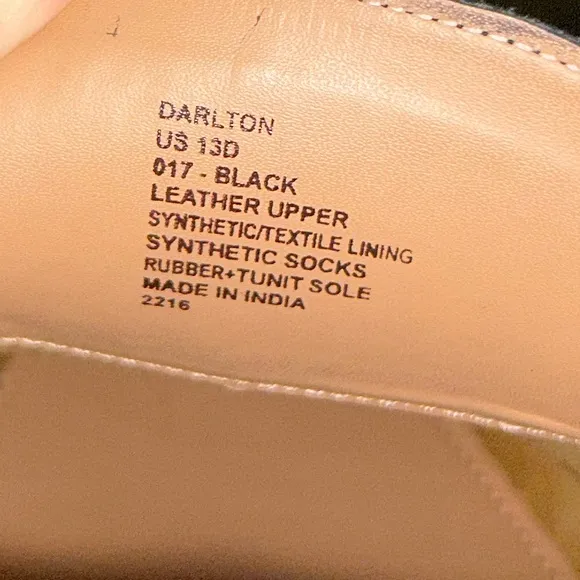 DARLTON
US 13D
017 - BLACK
LEATHER UPPER
SYNTHETIC/TEXTILE LINING
SYNTHETIC SOCKS
RUBBER+TUNIT SOLE
MADE IN INDIA
2216